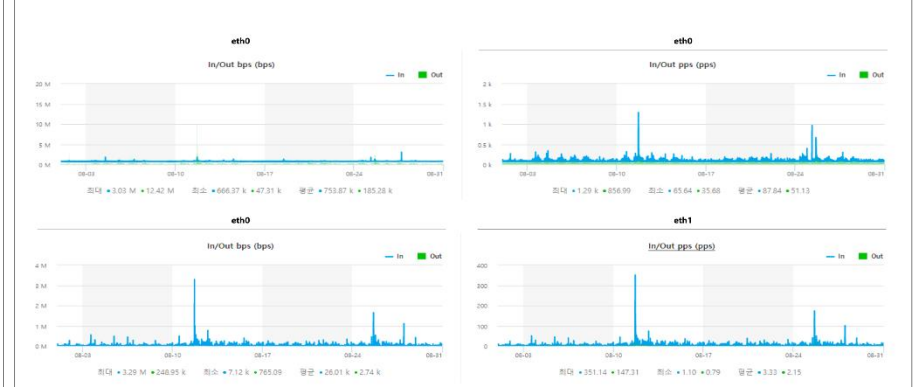 eth0
In/Out bps (bps)
In
Out
20 M
15 M
10 M
5 M
0 M
08-03
08-10
08-17
08-24
08-31
최대 3.03 M 12.42 M 최소 666.37 k 47.31 k 평균 753.87 k 185.28 k
eth0
In/Out pps (pps)
In
Out
2 k
1.5 k
1 k
0.5 k
0 k
08-03
08-10
08-17
08-24
08-31
최대 1.29 k 856.99 최소 65.64 35.68 평균 87.84 51.13
eth0
In/Out bps (bps)
In
Out
4 M
3 M
2 M
1 M
0 M
08-03
08-10
08-17
08-24
08-31
최대 3.29 M 248.95 k 최소 7.12 k 765.09 평균 26.01 k 2.74 k
eth1
In/Out pps (pps)
In
Out
400
300
200
100
0
08-03
08-10
08-17
08-24
08-31
최대 351.14 147.31 최소 1.10 0.79 평균 3.33 2.15